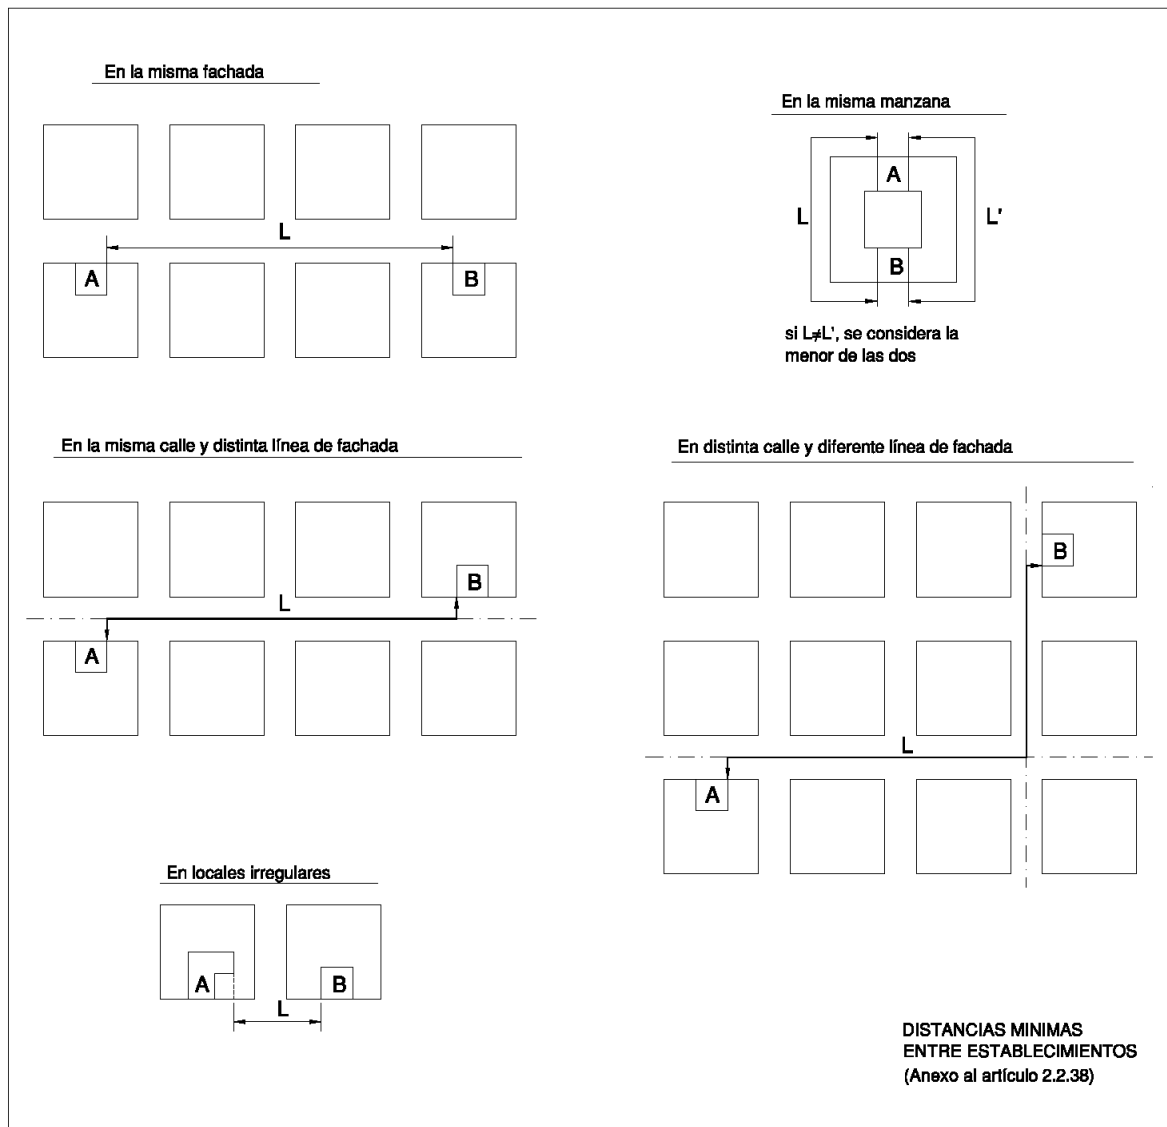 En la misma fachada
En la misma manzana
L
A
B
A
B
L
L'
si L≠L', se considera la
menor de las dos
En la misma calle y distinta línea de fachada
En distinta calle y diferente línea de fachada
B
L
A
B
L
A
En locales irregulares
A
B
L
DISTANCIAS MINIMAS
ENTRE ESTABLECIMIENTOS
(Anexo al artículo 2.2.38)